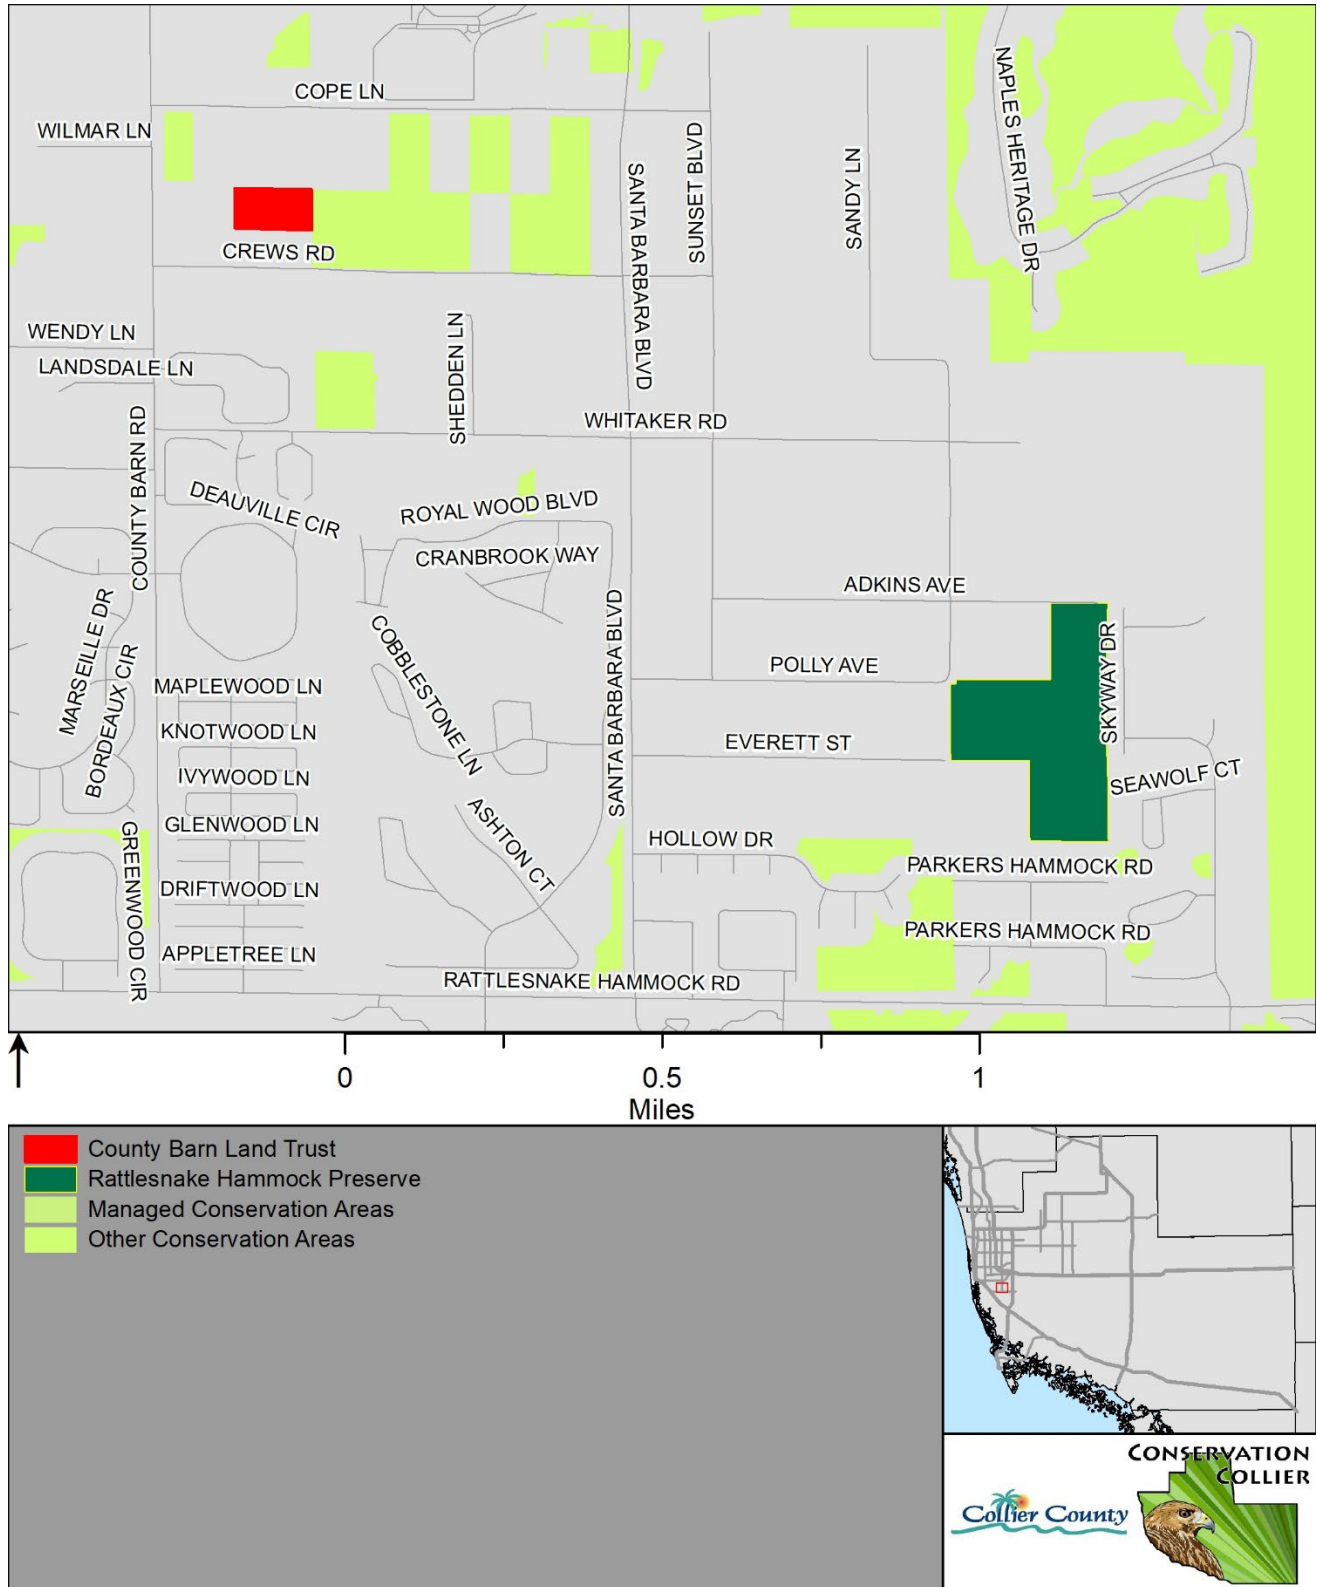 COPE LN
WILMAR LN
NAPLES HERITAGE DR
SUNSET BLVD
SANDY LN
SANTA BARBARA BLVD
CREWS RD
WENDY LN
LANDSDALE LN
SHEDDEN LN
WHITAKER RD
COUNTY BARN RD
DEAUVILLE CIR
ROYAL WOOD BLVD
CRANBROOK WAY
ADKINS AVE
MARSEILLE DR
BORDEAUX CIR
COBBLESTONE LN
SANTA BARBARA BLVD
SKYWAY DR
POLLY AVE
MAPLEWOOD LN
KNOTWOOD LN
EVERETT ST
IVYWOOD LN
SEAWOLF CT
ASHTON CT
GLENWOOD LN
HOLLOW DR
PARKERS HAMMOCK RD
GREENWOOD CIR
DRIFTWOOD LN
PARKERS HAMMOCK RD
APPLETREE LN
RATTLESNAKE HAMMOCK RD
0 0.5 1
Miles
County Barn Land Trust
Rattlesnake Hammock Preserve
Managed Conservation Areas
Other Conservation Areas
CONSERVATION
COLLIER
Collier County